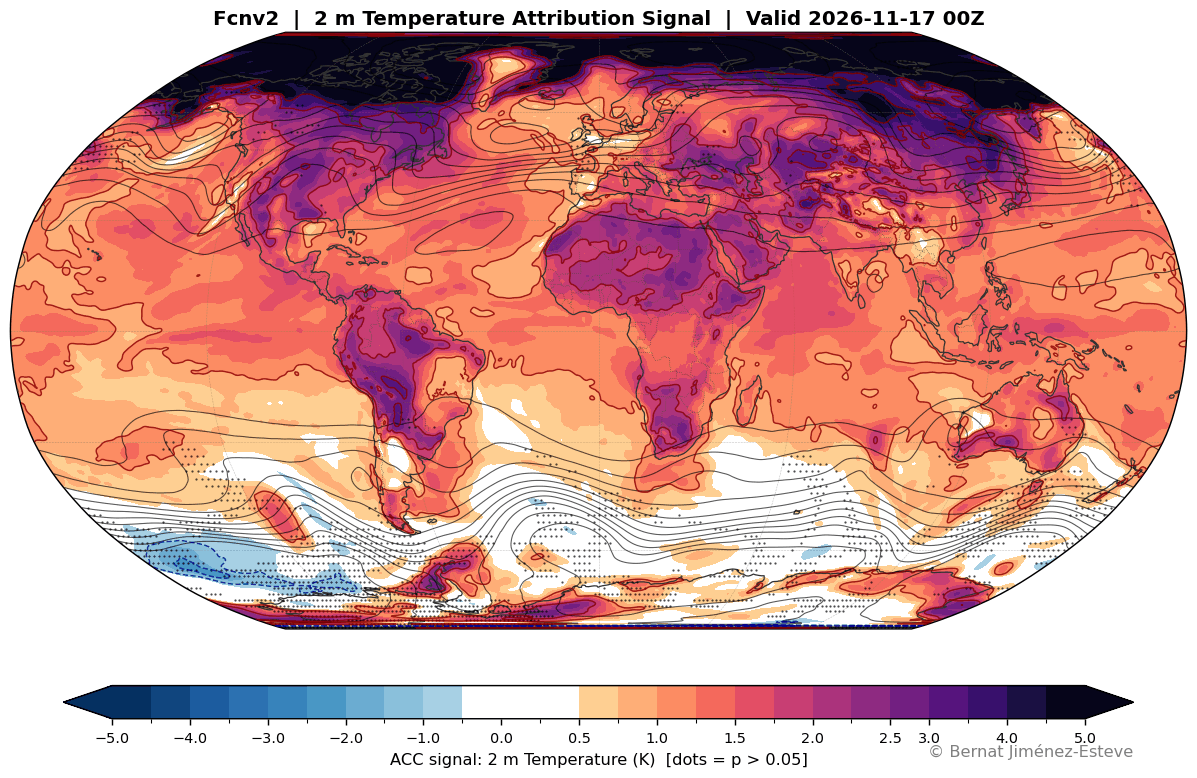 Fcnv2 | 2 m Temperature Attribution Signal | Valid 2026-11-17 00Z
−5.0 −4.0 −3.0 −2.0 −1.0 0.0 0.5 1.0 1.5 2.0 2.5 3.0 4.0 5.0
ACC signal: 2 m Temperature (K) [dots = p > 0.05]
© Bernat Jiménez-Esteve